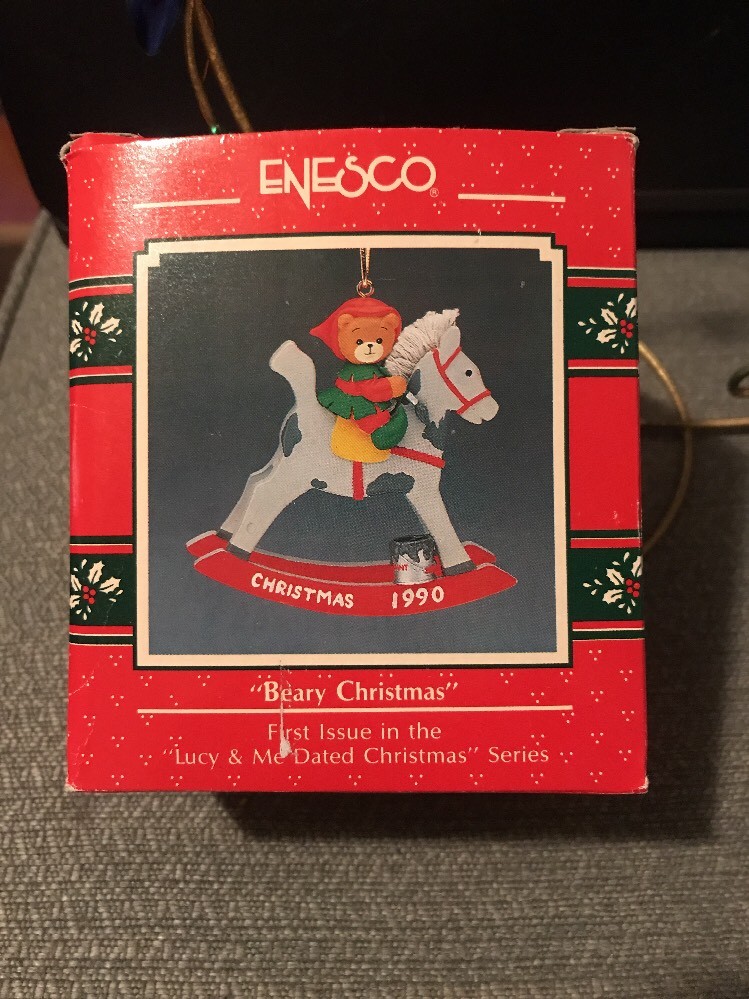 ENESCO®
CHRISTMAS 1990
"Beary Christmas"
First Issue in the
"Lucy & Me Dated Christmas" Series